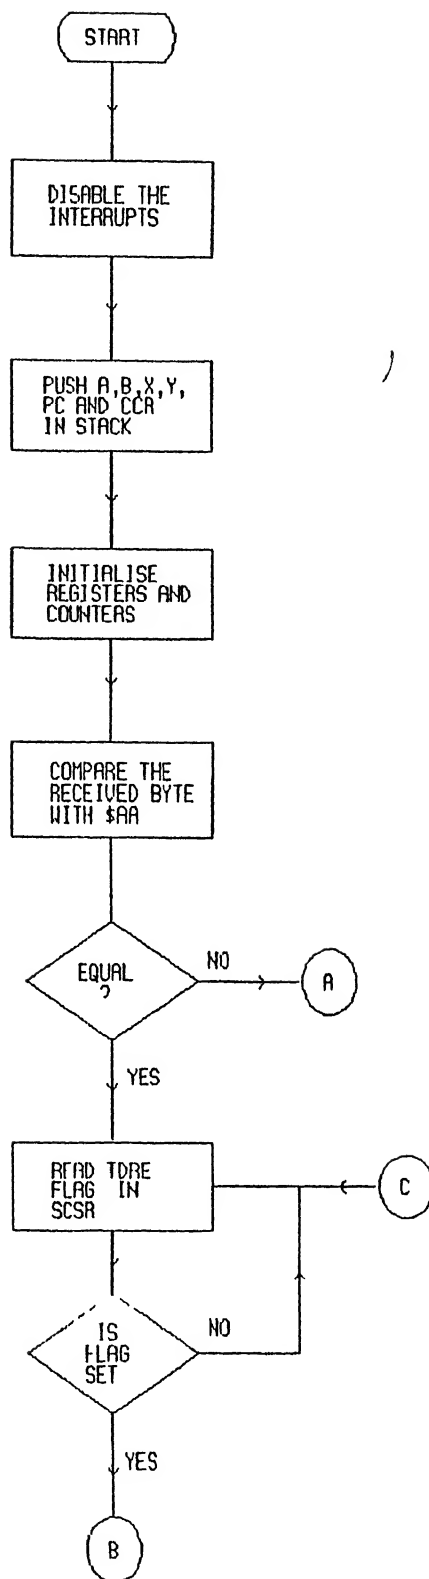 START
DISABLE THE
INTERRUPTS
PUSH A,B,X,Y,
PC AND CCR
IN STACK
INITIALISE
REGISTERS AND
COUNTERS
COMPARE THE
RECEIVED BYTE
WITH $AA
EQUAL
?
NO
A
YES
READ TDRE
FLAG IN
SCSR
C
IS
FLAG
SET
NO
YES
B